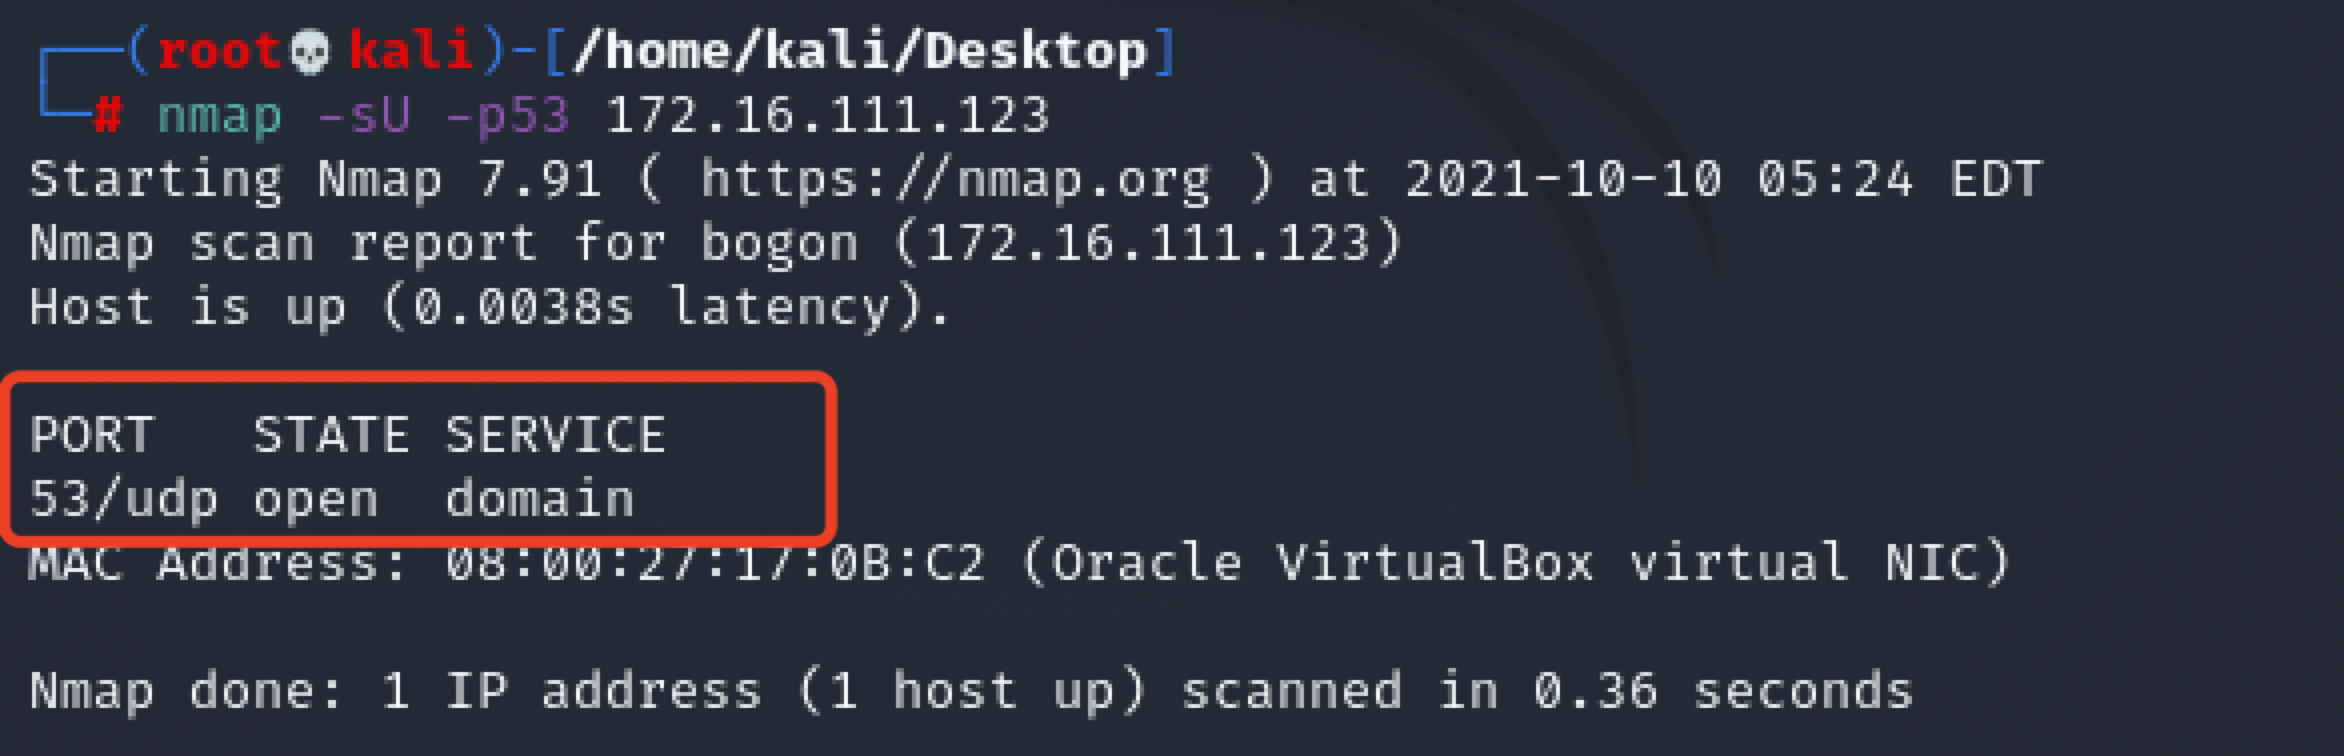 (root💀kali)-[/home/kali/Desktop]
# nmap -sU -p53 172.16.111.123
Starting Nmap 7.91 ( https://nmap.org ) at 2021-10-10 05:24 EDT
Nmap scan report for bogon (172.16.111.123)
Host is up (0.0038s latency).
PORT   STATE SERVICE
53/udp open  domain
MAC Address: 08:00:27:17:0B:C2 (Oracle VirtualBox virtual NIC)
Nmap done: 1 IP address (1 host up) scanned in 0.36 seconds